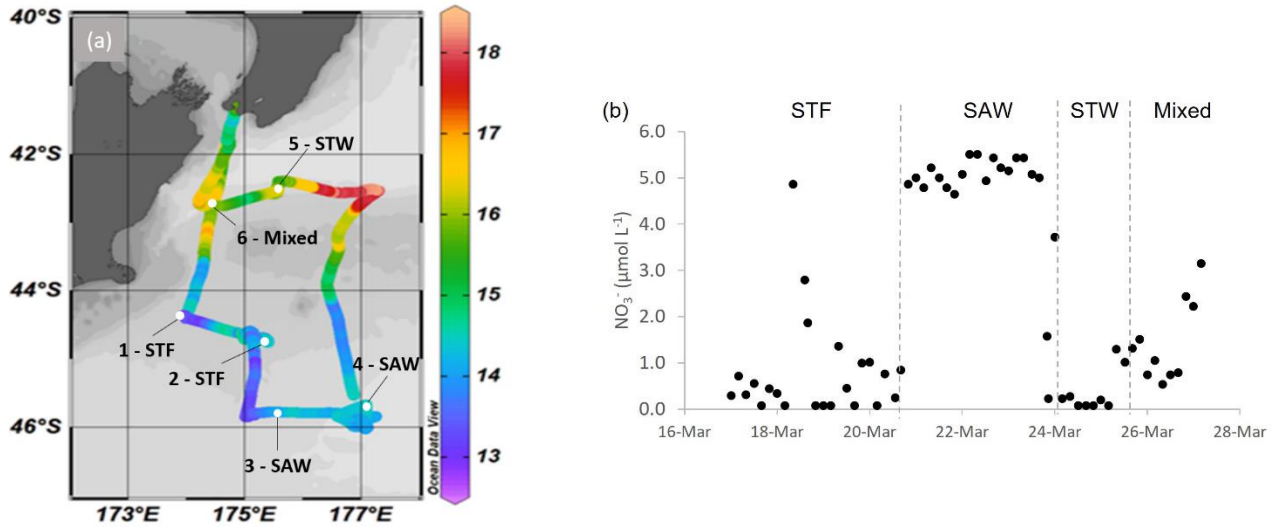 (a)
40°S
42°S
44°S
46°S
173°E
175°E
177°E
5 - STW
6 - Mixed
1 - STF
2 - STF
4 - SAW
3 - SAW
18
17
16
15
14
13
Ocean Data View
(b)
STF SAW STW Mixed
NO₃⁻ (µmol L⁻¹)
6.0
5.0
4.0
3.0
2.0
1.0
0.0
16-Mar 18-Mar 20-Mar 22-Mar 24-Mar 26-Mar 28-Mar